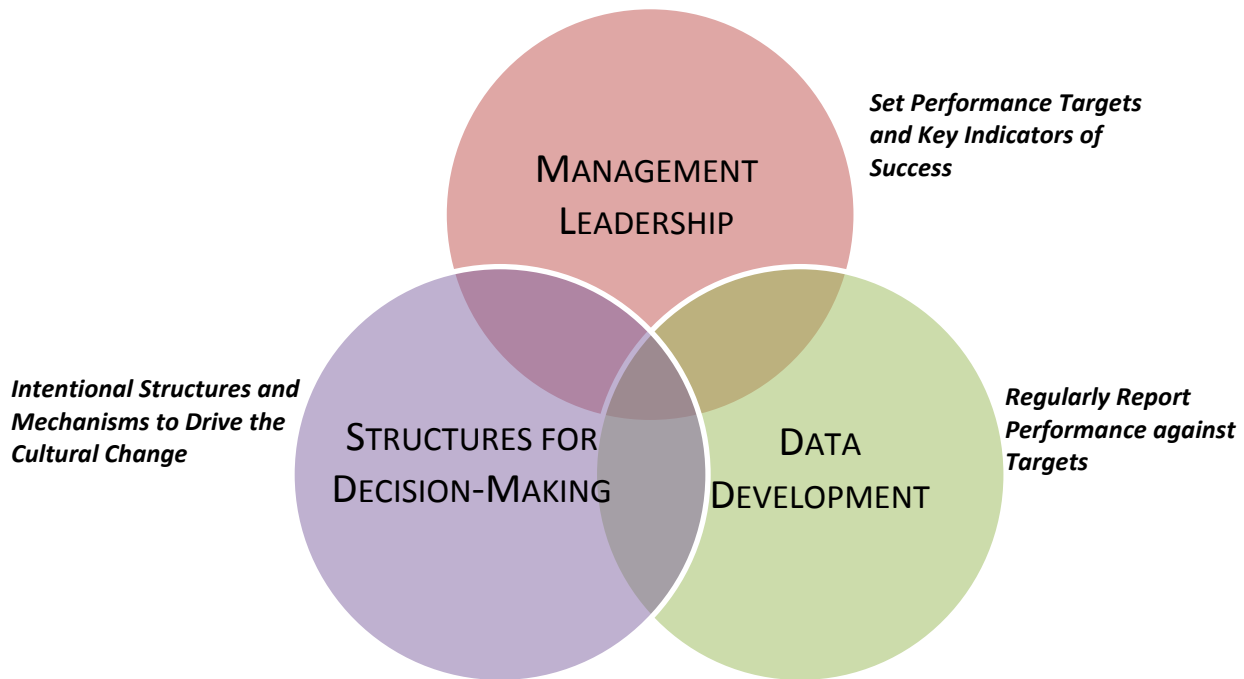 Set Performance Targets
and Key Indicators of
Success
MANAGEMENT
LEADERSHIP
Intentional Structures and
Mechanisms to Drive the
Cultural Change
STRUCTURES FOR
DECISION-MAKING
DATA
DEVELOPMENT
Regularly Report
Performance against
Targets